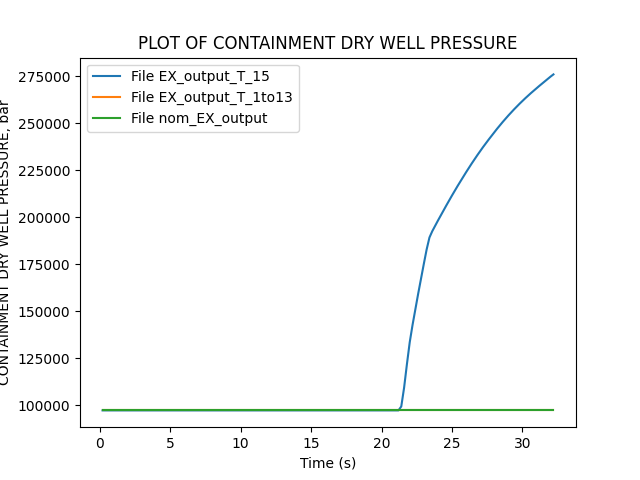 PLOT OF CONTAINMENT DRY WELL PRESSURE
File EX_output_T_15
File EX_output_T_1to13
File nom_EX_output
CONTAINMENT DRY WELL PRESSURE, bar
275000
250000
225000
200000
175000
150000
125000
100000
0 5 10 15 20 25 30
Time (s)